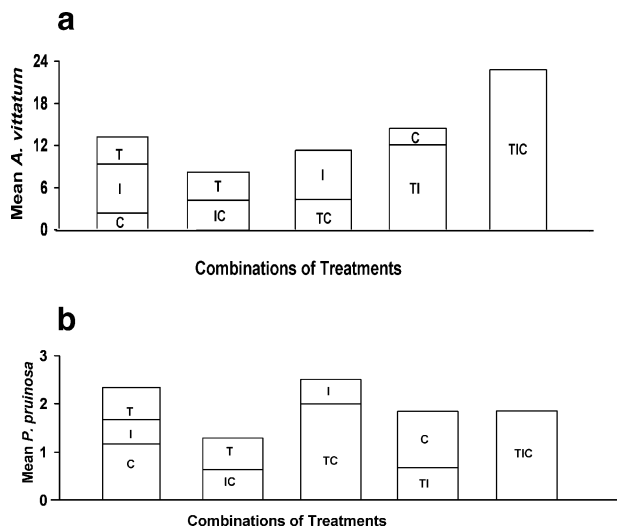 a
Mean A. vittatum
24
18
12
6
0
T
I
C
T
IC
I
TC
C
TI
TIC
Combinations of Treatments
b
Mean P. pruinosa
3
2
1
0
T
I
C
T
IC
I
TC
C
TI
TIC
Combinations of Treatments